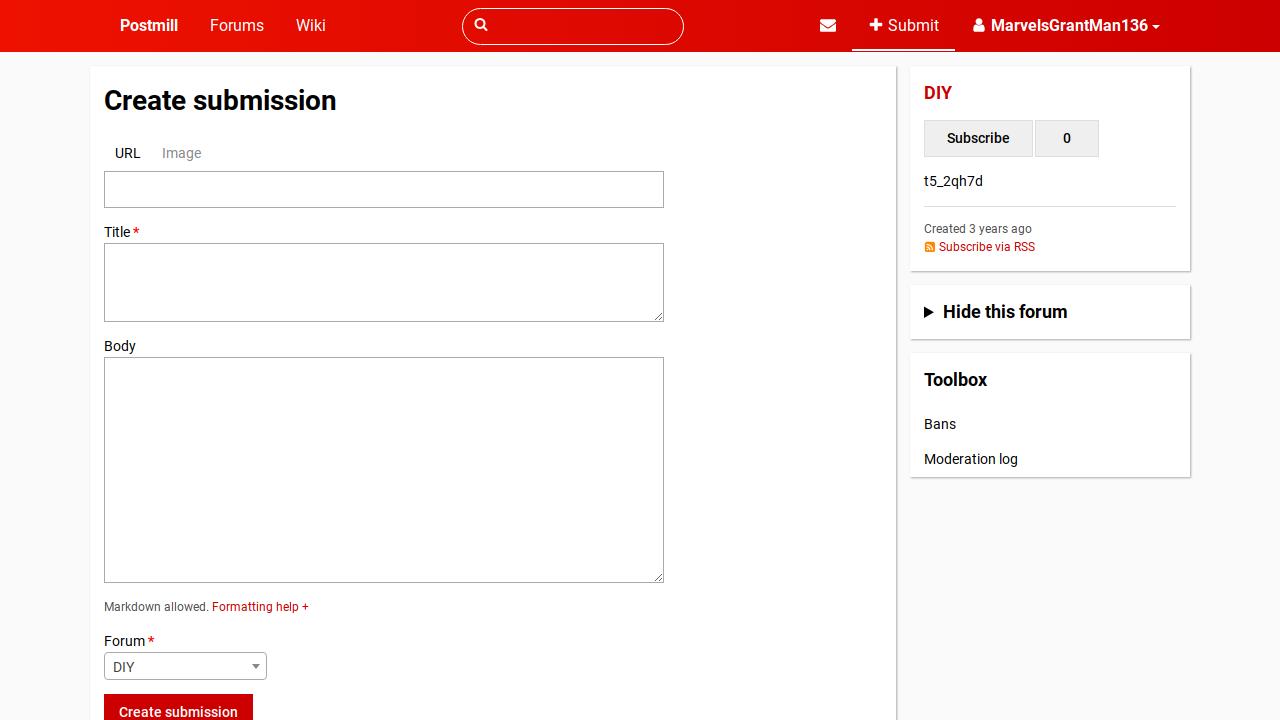 Postmill
Forums
Wiki
Submit
MarvelsGrantMan136
Create submission
URL
Image
Title *
Body
Markdown allowed. Formatting help +
Forum *
DIY
Create submission
DIY
Subscribe
0
t5_2qh7d
Created 3 years ago
Subscribe via RSS
Hide this forum
Toolbox
Bans
Moderation log